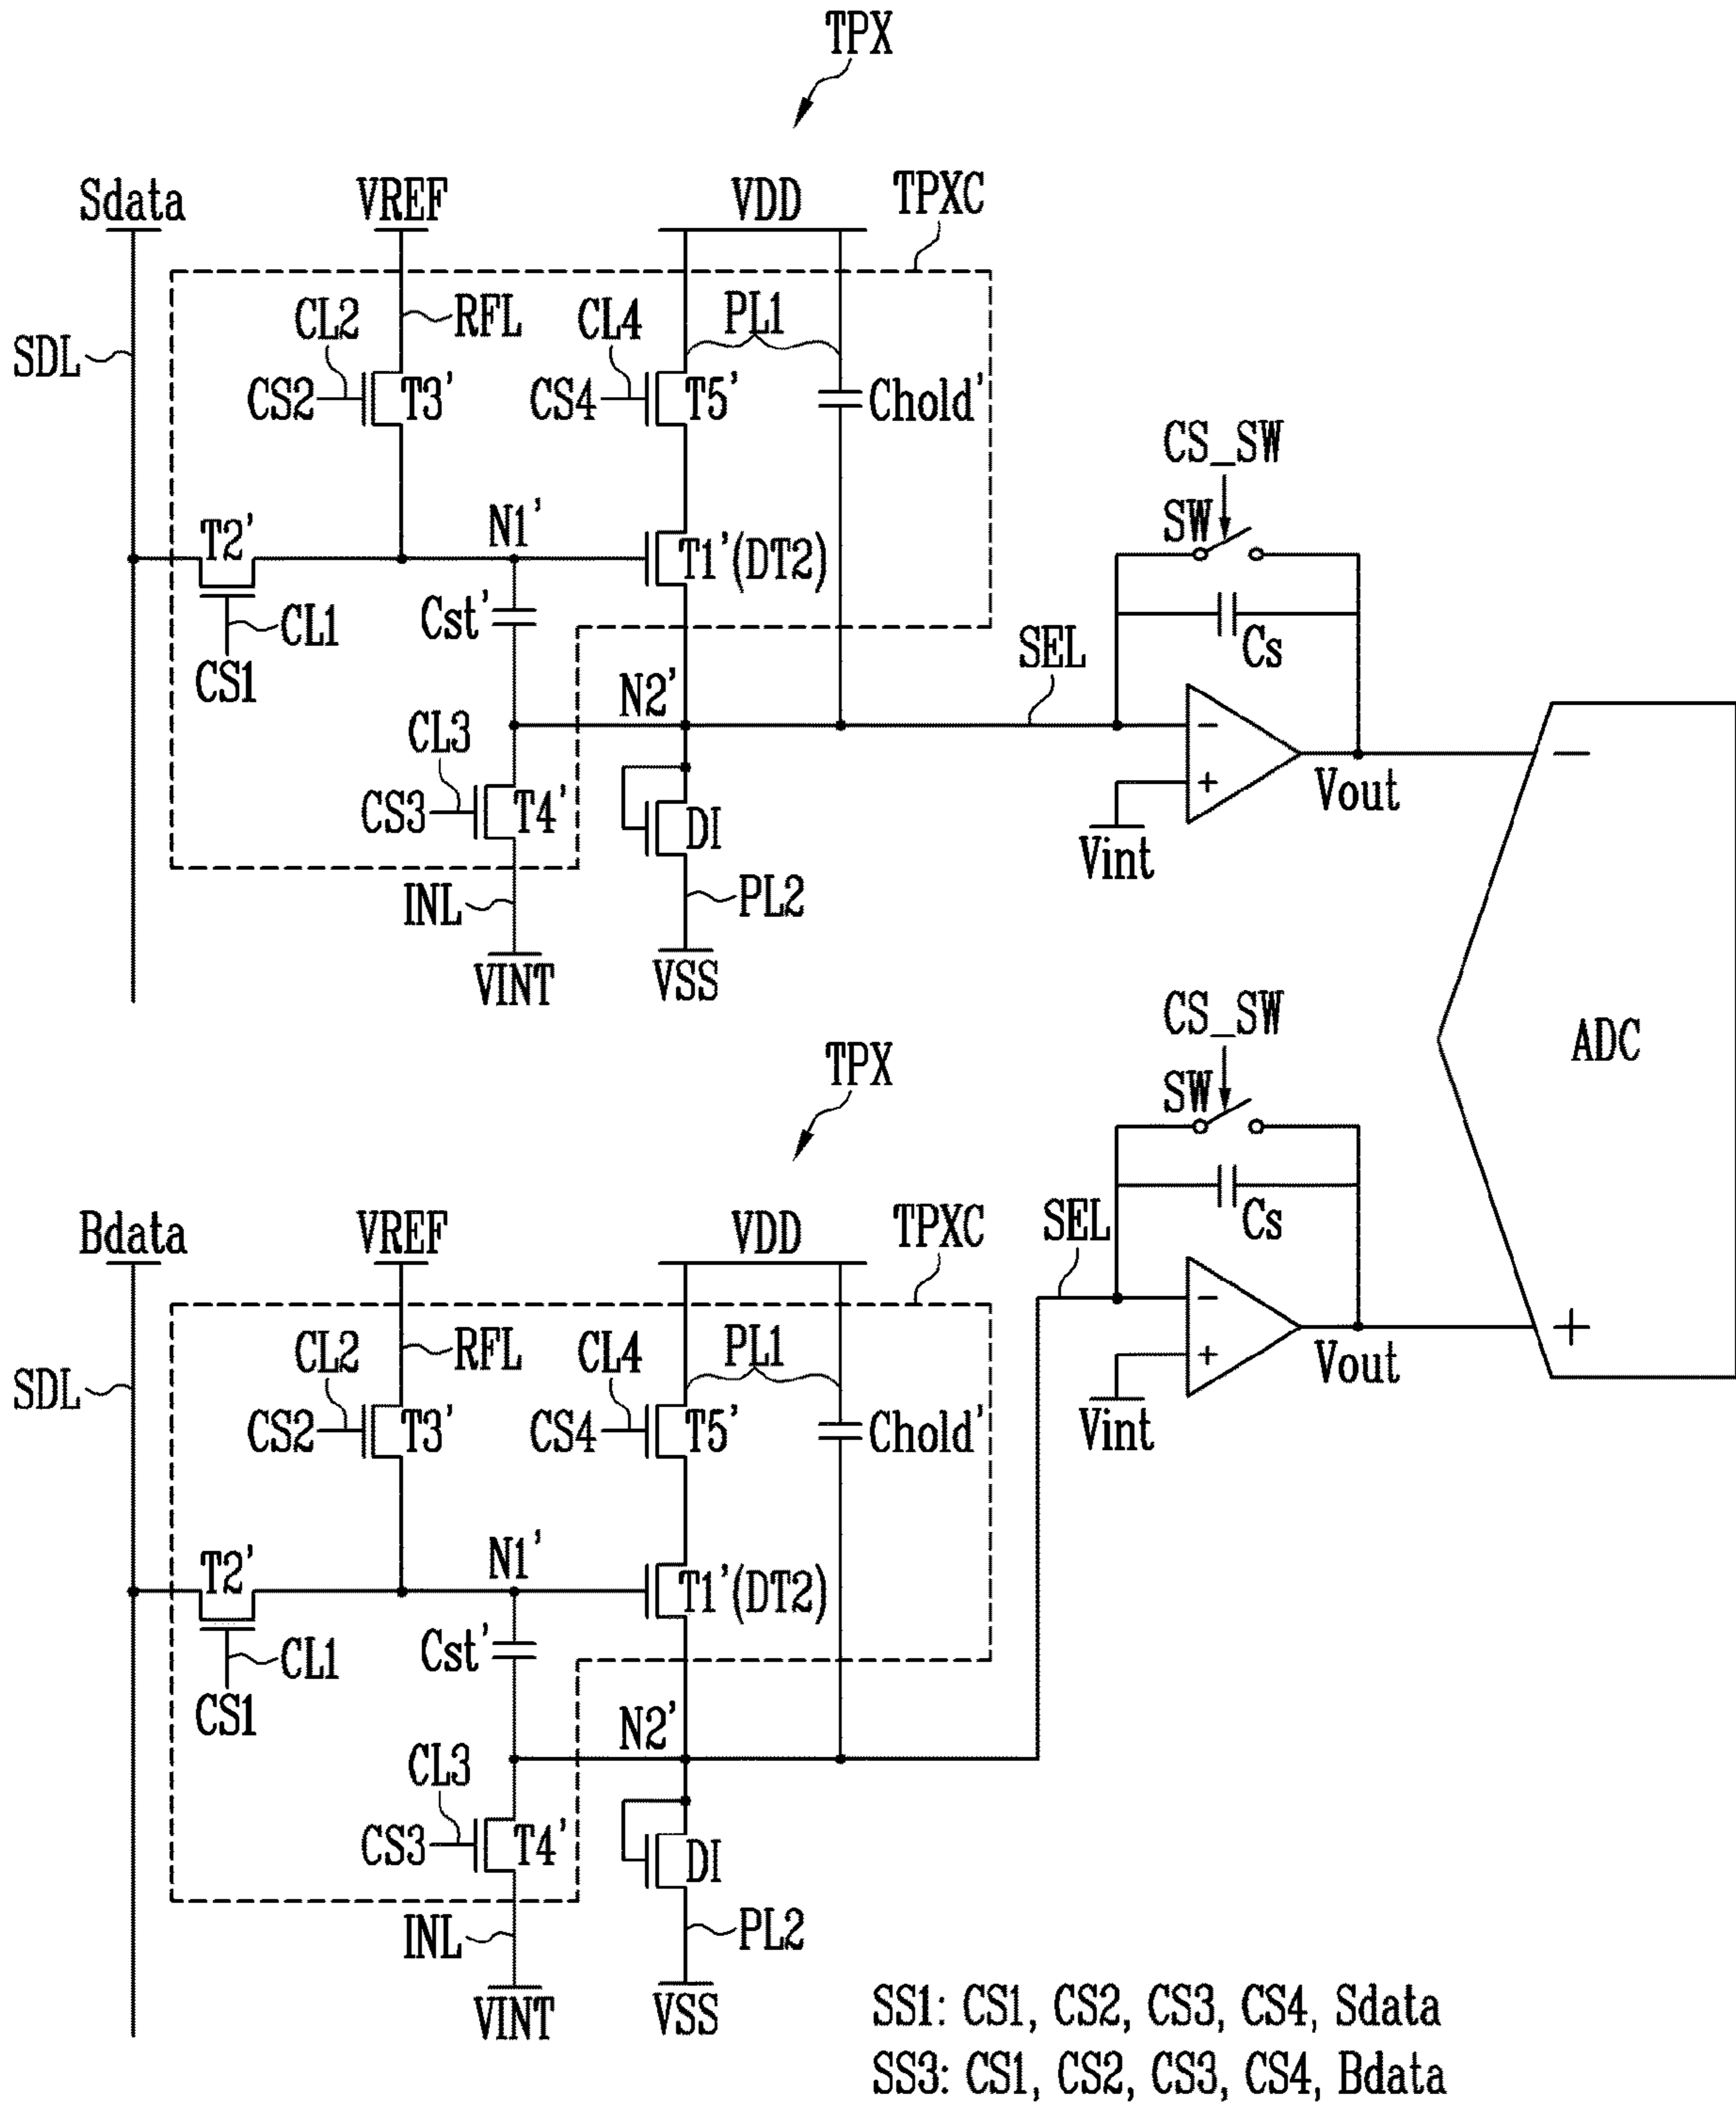 TPX
Sdata
VREF
VDD
TPXC
SDL
CL2
RFL
CL4
PL1
CS2
T3'
CS4
T5'
Chold'
CS_SW
SW
T2'
N1'
T1'(DT2)
CL1
Cst'
Cs
CS1
SEL
N2'
CL3
CS3
T4'
DI
−
+
Vint
Vout
−
INL
PL2
VINT
VSS
ADC
TPX
CS_SW
SW
Bdata
VREF
VDD
TPXC
SEL
Cs
SDL
CL2
RFL
CL4
PL1
−
+
Vint
Vout
+
CS2
T3'
CS4
T5'
Chold'
T2'
N1'
T1'(DT2)
CL1
Cst'
CS1
N2'
CL3
CS3
T4'
DI
INL
PL2
VINT
VSS
SS1: CS1, CS2, CS3, CS4, Sdata
SS3: CS1, CS2, CS3, CS4, Bdata